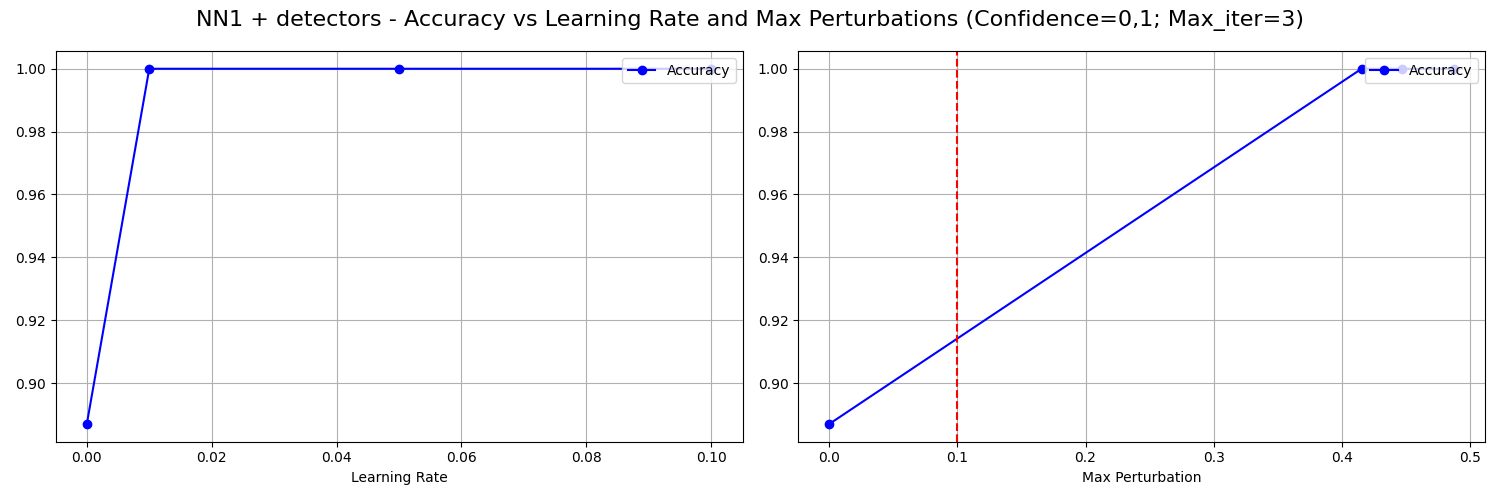 NN1 + detectors - Accuracy vs Learning Rate and Max Perturbations (Confidence=0,1; Max_iter=3)
1.00
0.98
0.96
0.94
0.92
0.90
Accuracy
0.00 0.02 0.04 0.06 0.08 0.10
Learning Rate
1.00
0.98
0.96
0.94
0.92
0.90
Accuracy
0.0 0.1 0.2 0.3 0.4 0.5
Max Perturbation